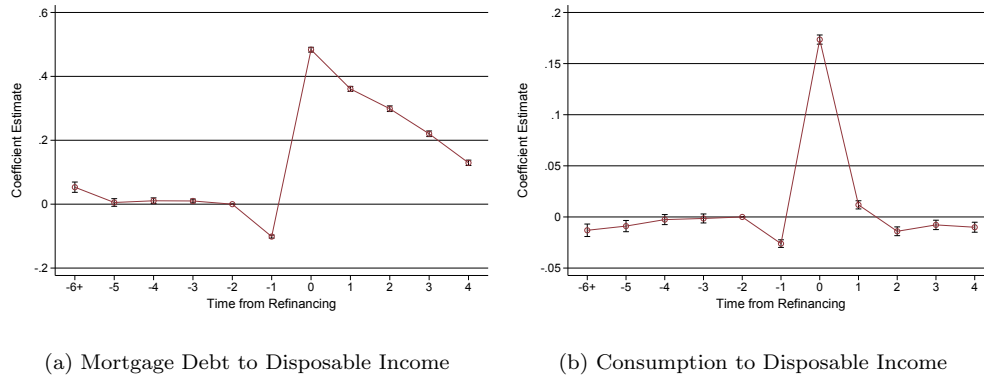 .6
.4
.2
0
-.2
Coefficient Estimate
-6+ -5 -4 -3 -2 -1 0 1 2 3 4
Time from Refinancing
(a) Mortgage Debt to Disposable Income
.2
.15
.1
.05
0
-.05
Coefficient Estimate
-6+ -5 -4 -3 -2 -1 0 1 2 3 4
Time from Refinancing
(b) Consumption to Disposable Income